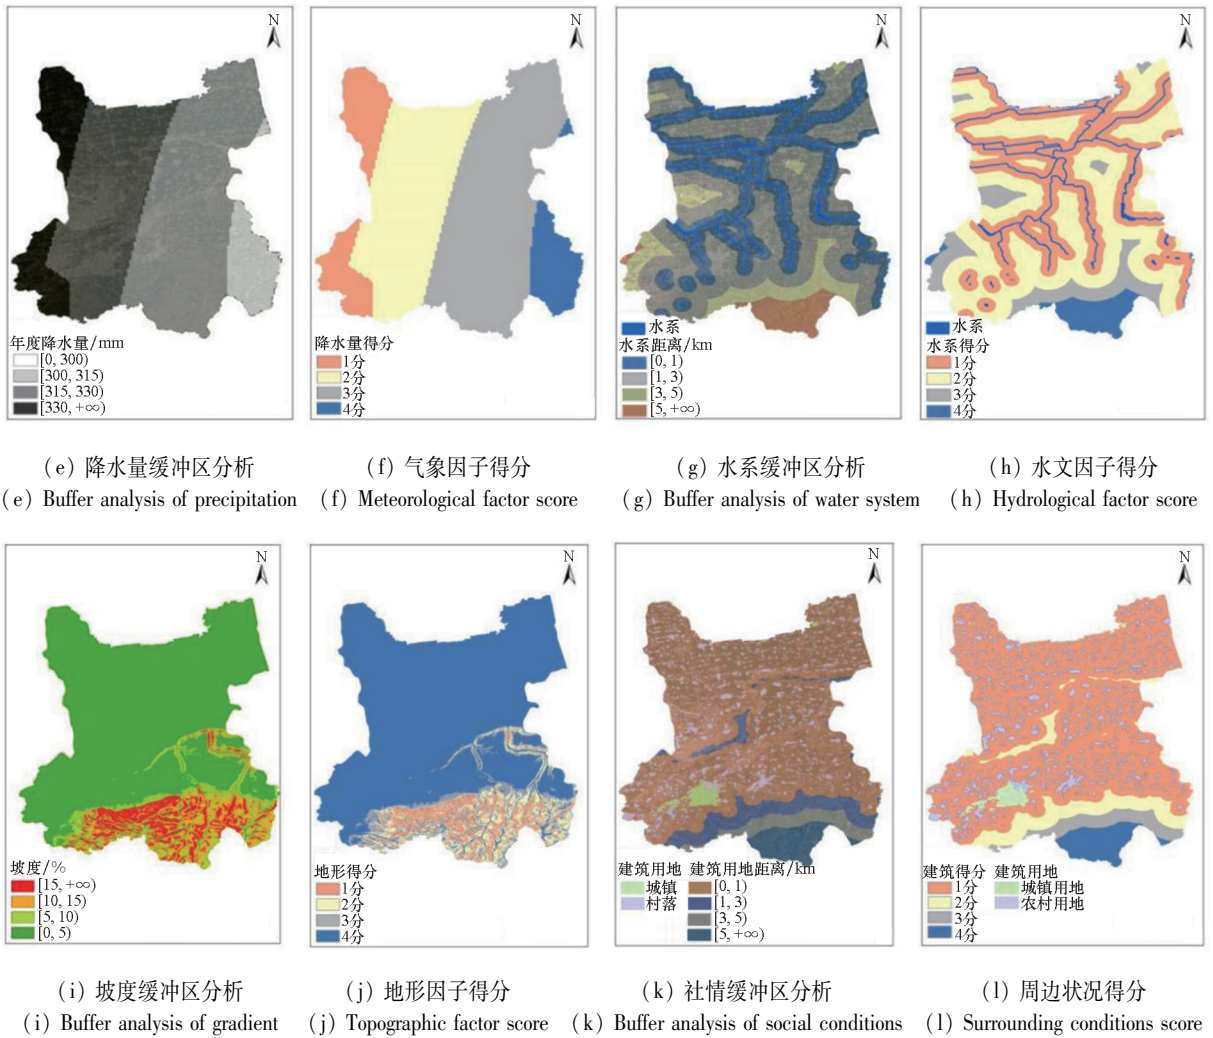 N
年度降水量/mm
[0, 300)
[300, 315)
[315, 330)
[330, +∞)
N
降水量得分
1分
2分
3分
4分
N
水系
水系距离/km
[0, 1)
[1, 3)
[3, 5)
[5, +∞)
N
水系
水系得分
1分
2分
3分
4分
(e) 降水量缓冲区分析
(e) Buffer analysis of precipitation
(f) 气象因子得分
(f) Meteorological factor score
(g) 水系缓冲区分析
(g) Buffer analysis of water system
(h) 水文因子得分
(h) Hydrological factor score
N
坡度/%
[15, +∞)
[10, 15)
[5, 10)
[0, 5)
N
地形得分
1分
2分
3分
4分
N
建筑用地
城镇
村落
建筑用地距离/km
[0, 1)
[1, 3)
[3, 5)
[5, +∞)
N
建筑得分
1分
2分
3分
4分
建筑用地
城镇用地
农村用地
(i) 坡度缓冲区分析
(i) Buffer analysis of gradient
(j) 地形因子得分
(j) Topographic factor score
(k) 社情缓冲区分析
(k) Buffer analysis of social conditions
(l) 周边状况得分
(l) Surrounding conditions score